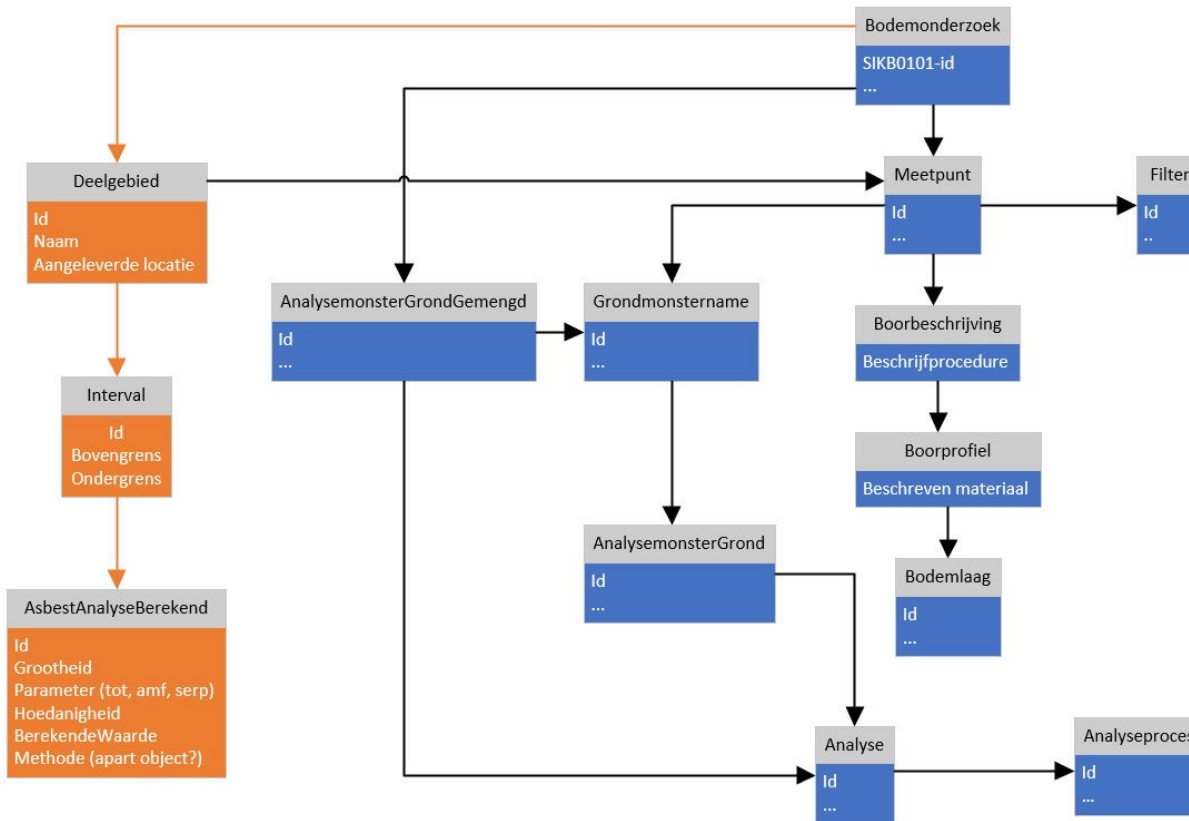 Bodemonderzoek
SIKB0101-id
...
Deelgebied
Id
Naam
Aangeleverde locatie
Meetpunt
Id
...
Filter
Id
..
AnalysemonsterGrondGemengd
Id
...
Grondmonstername
Id
...
Boorbeschrijving
Beschrijfprocedure
Interval
Id
Bovengrens
Ondergrens
Boorprofiel
Beschreven materiaal
AnalysemonsterGrond
Id
...
Bodemlaag
Id
...
AsbestAnalyseBerekend
Id
Grootheid
Parameter (tot, amf, serp)
Hoedanigheid
BerekendeWaarde
Methode (apart object?)
Analyse
Id
...
Analyseproces
Id
...